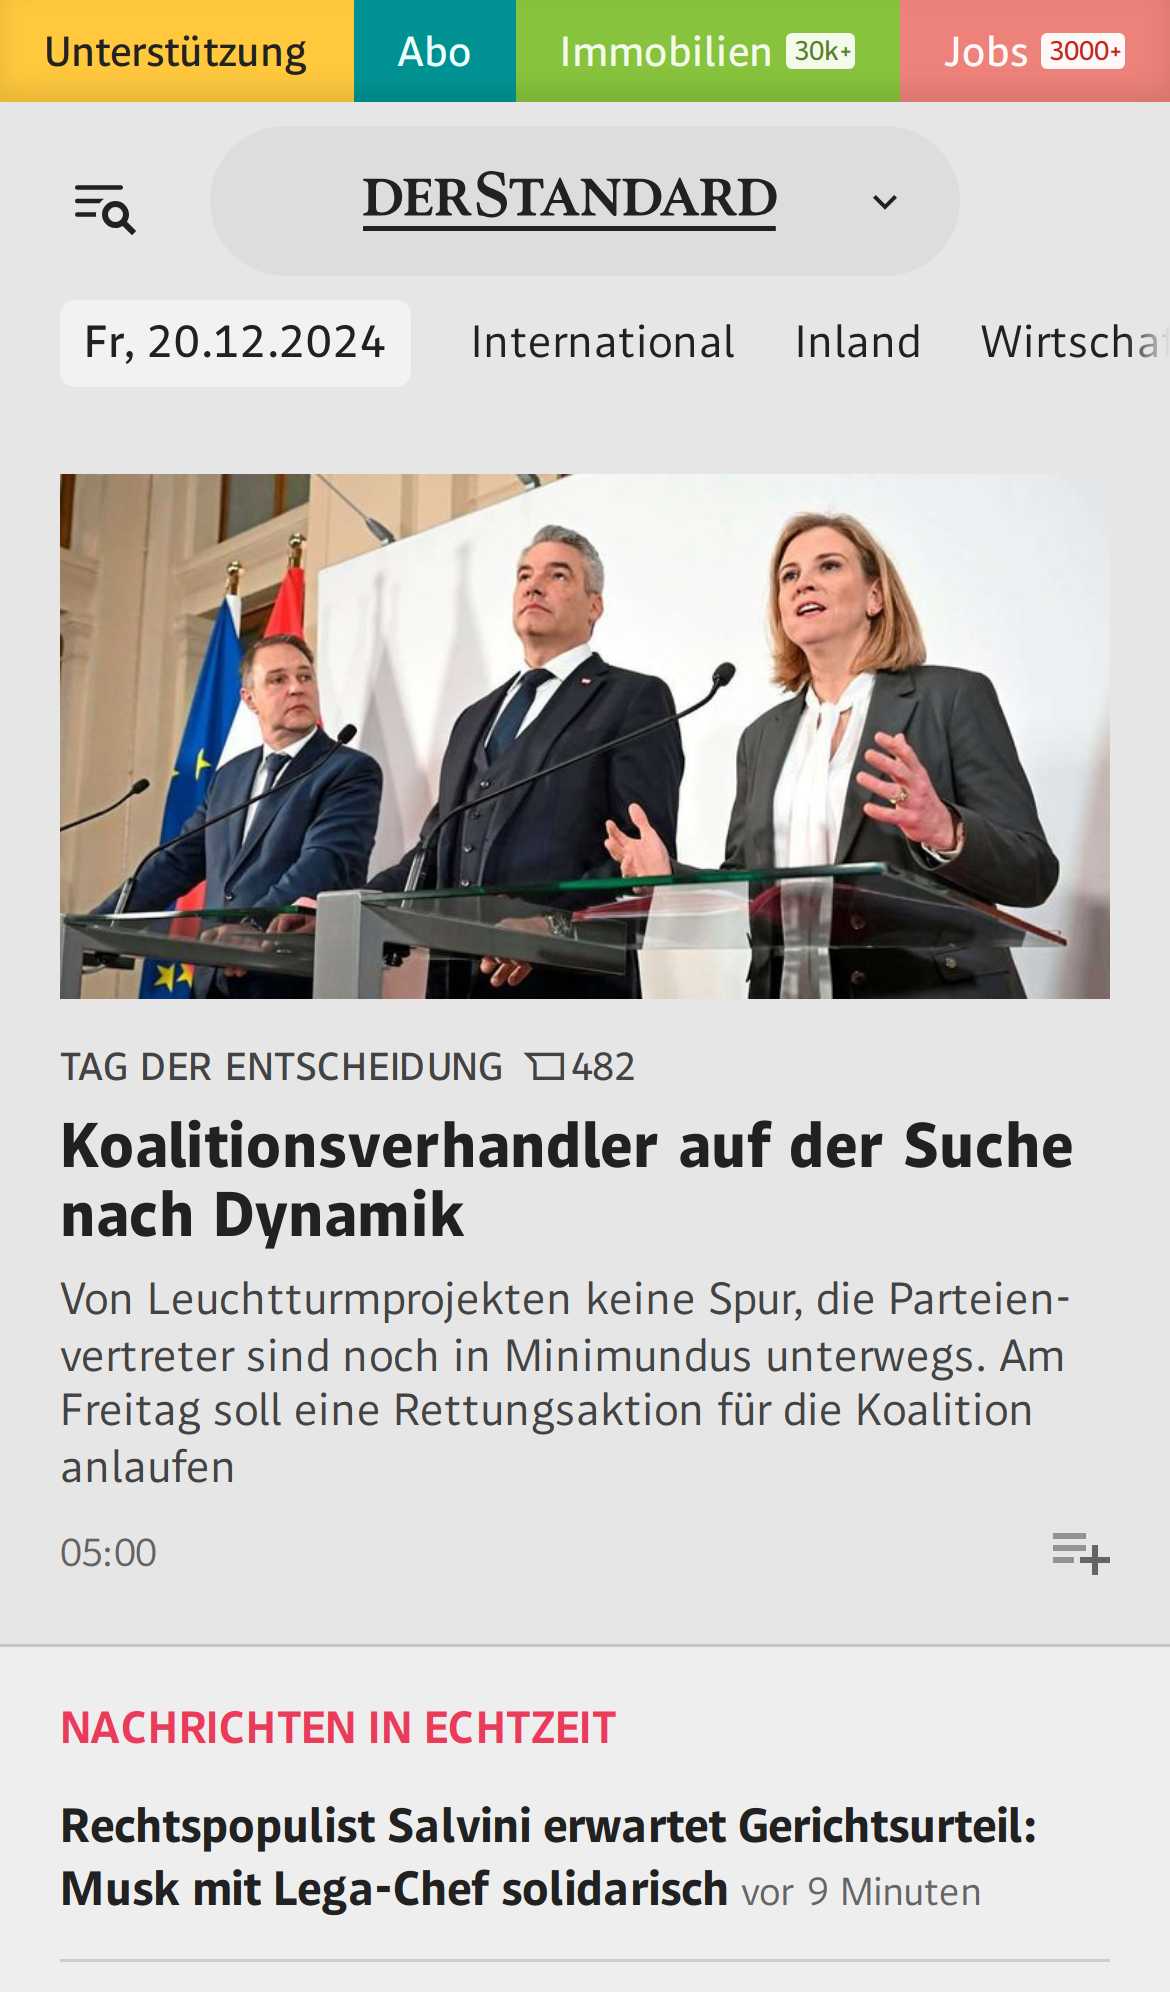 Unterstützung Abo Immobilien 30k+ Jobs 3000+
DERSTANDARD
Fr, 20.12.2024 International Inland Wirtscha
TAG DER ENTSCHEIDUNG 482
Koalitionsverhandler auf der Suche
nach Dynamik
Von Leuchtturmprojekten keine Spur, die Parteien-
vertreter sind noch in Minimundus unterwegs. Am
Freitag soll eine Rettungsaktion für die Koalition
anlaufen
05:00
NACHRICHTEN IN ECHTZEIT
Rechtspopulist Salvini erwartet Gerichtsurteil:
Musk mit Lega-Chef solidarisch vor 9 Minuten